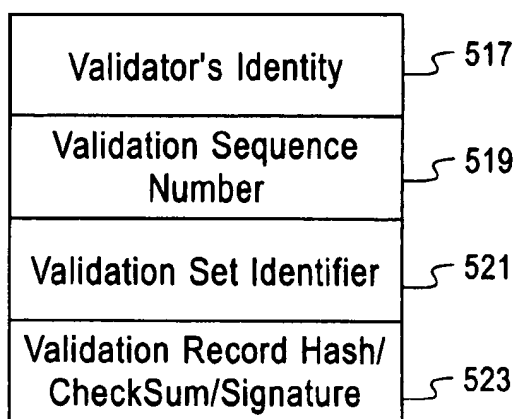 Validator's Identity
517
Validation Sequence
Number
519
Validation Set Identifier
521
Validation Record Hash/
CheckSum/Signature
523